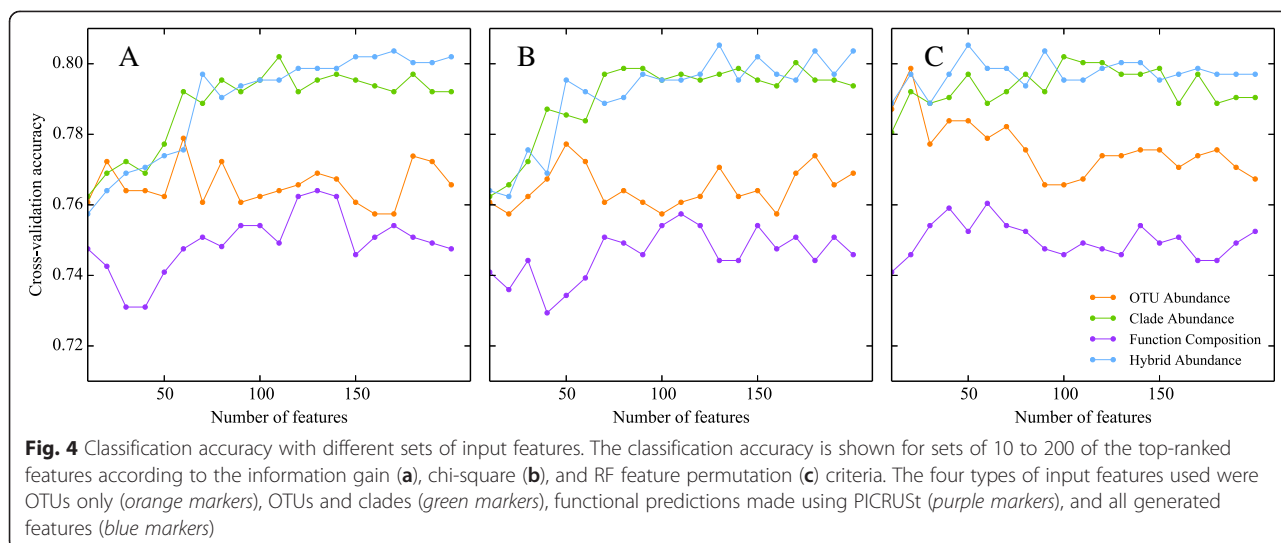 A
B
C
0.80
0.78
0.76
0.74
0.72
Cross-validation accuracy
50
100
150
50
100
150
50
100
150
Number of features
Number of features
Number of features
OTU Abundance
Clade Abundance
Function Composition
Hybrid Abundance
Fig. 4 Classification accuracy with different sets of input features. The classification accuracy is shown for sets of 10 to 200 of the top-ranked
features according to the information gain (a), chi-square (b), and RF feature permutation (c) criteria. The four types of input features used were
OTUs only (orange markers), OTUs and clades (green markers), functional predictions made using PICRUSt (purple markers), and all generated
features (blue markers)